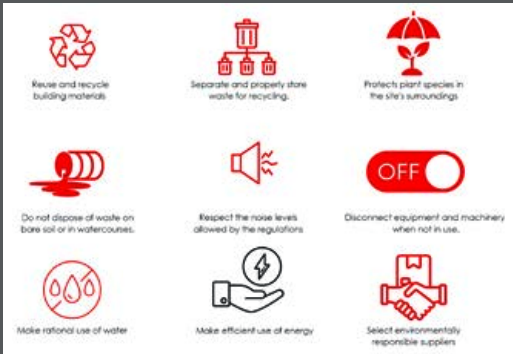 Reuse and recycle
building materials
Separate and properly store
waste for recycling.
Protects plant species in
the site's surroundings
Do not dispose of waste on
bare soil or in watercourses.
Respect the noise levels
allowed by the regulations
OFF
Disconnect equipment and machinery
when not in use.
Make rational use of water
Make efficient use of energy
Select environmentally
responsible suppliers